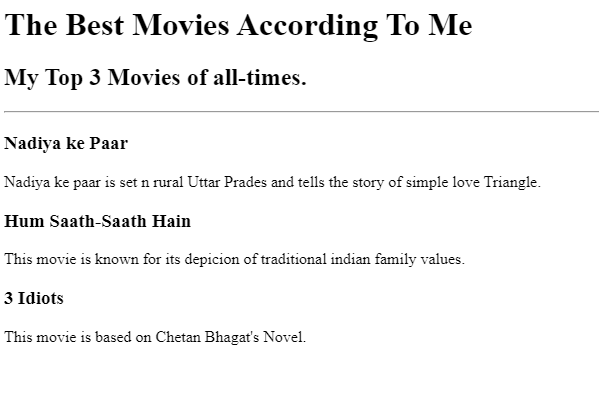 The Best Movies According To Me
My Top 3 Movies of all-times.
Nadiya ke Paar
Nadiya ke paar is set n rural Uttar Prades and tells the story of simple love Triangle.
Hum Saath-Saath Hain
This movie is known for its depicion of traditional indian family values.
3 Idiots
This movie is based on Chetan Bhagat's Novel.